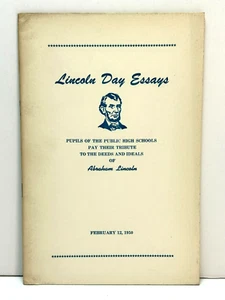 Lincoln Day Essays
PUPILS OF THE PUBLIC HIGH SCHOOLS
PAY THEIR TRIBUTE
TO THE DEEDS AND IDEALS
OF
Abraham Lincoln
FEBRUARY 12, 1950